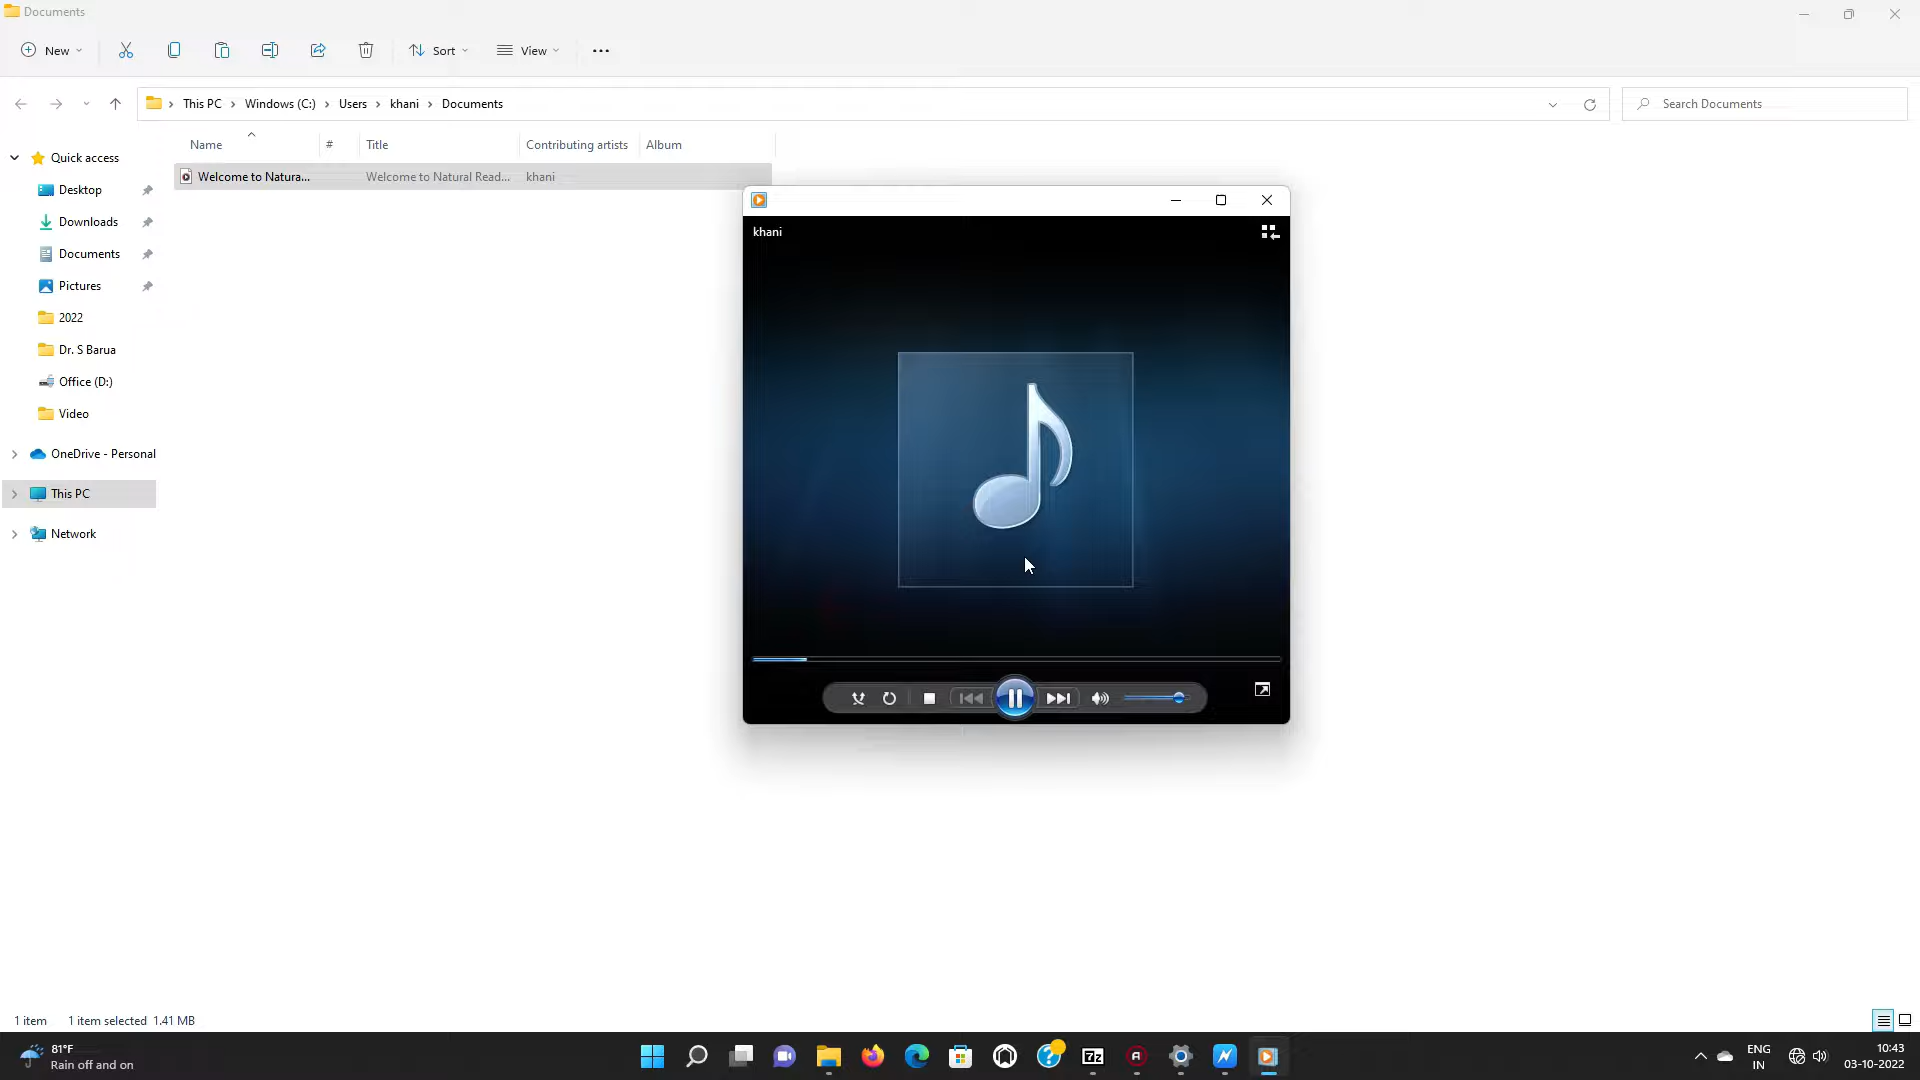 Documents
New
Sort
View
This PC
Windows (C:)
Users
khani
Documents
Search Documents
Name
#
Title
Contributing artists
Album
Welcome to Natura...
Welcome to Natural Read...
khani
Quick access
Desktop
Downloads
Documents
Pictures
2022
Dr. S Barua
Office (D:)
Video
OneDrive - Personal
This PC
Network
khani
1 item
1 item selected 1.41 MB
81°F
Rain off and on
7z
ENG
IN
10:43
03-10-2022